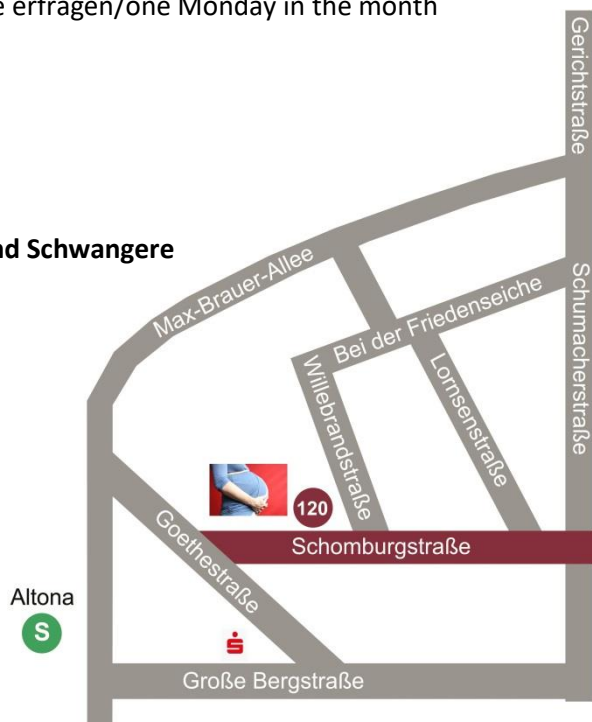 e erfragen/one Monday in the month
nd Schwangere
Gerichtstraße
Max-Brauer-Allee
Bei der Friedenseiche
Schumacherstraße
Willebrandstraße
Lornsenstraße
120
Goethestraße
Schomburgstraße
Altona
S
Große Bergstraße